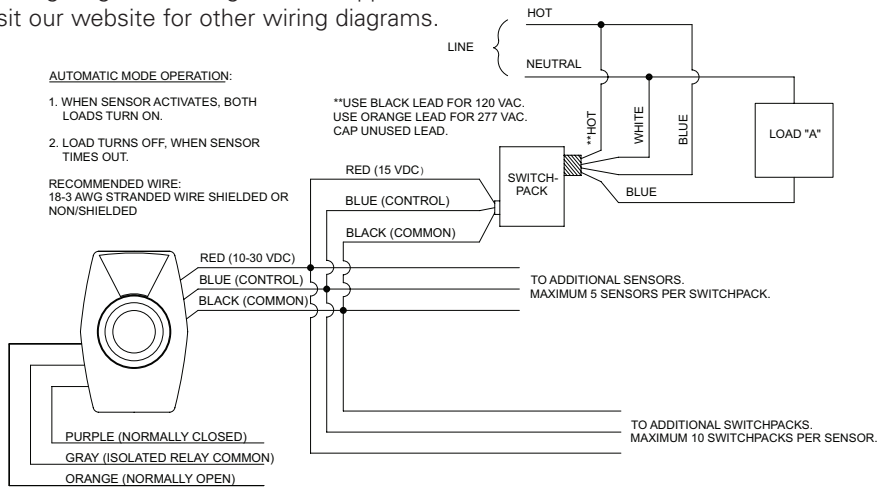 sit our website for other wiring diagrams.
HOT
LINE
NEUTRAL
AUTOMATIC MODE OPERATION:
1. WHEN SENSOR ACTIVATES, BOTH
LOADS TURN ON.
2. LOAD TURNS OFF, WHEN SENSOR
TIMES OUT.
RECOMMENDED WIRE:
18-3 AWG STRANDED WIRE SHIELDED OR
NON/SHIELDED
**USE BLACK LEAD FOR 120 VAC.
USE ORANGE LEAD FOR 277 VAC.
CAP UNUSED LEAD.
**HOT
WHITE
BLUE
LOAD "A"
SWITCH-
PACK
BLUE
RED (15 VDC)
BLUE (CONTROL)
BLACK (COMMON)
RED (10-30 VDC)
BLUE (CONTROL)
BLACK (COMMON)
TO ADDITIONAL SENSORS.
MAXIMUM 5 SENSORS PER SWITCHPACK.
TO ADDITIONAL SWITCHPACKS.
MAXIMUM 10 SWITCHPACKS PER SENSOR.
PURPLE (NORMALLY CLOSED)
GRAY (ISOLATED RELAY COMMON)
ORANGE (NORMALLY OPEN)